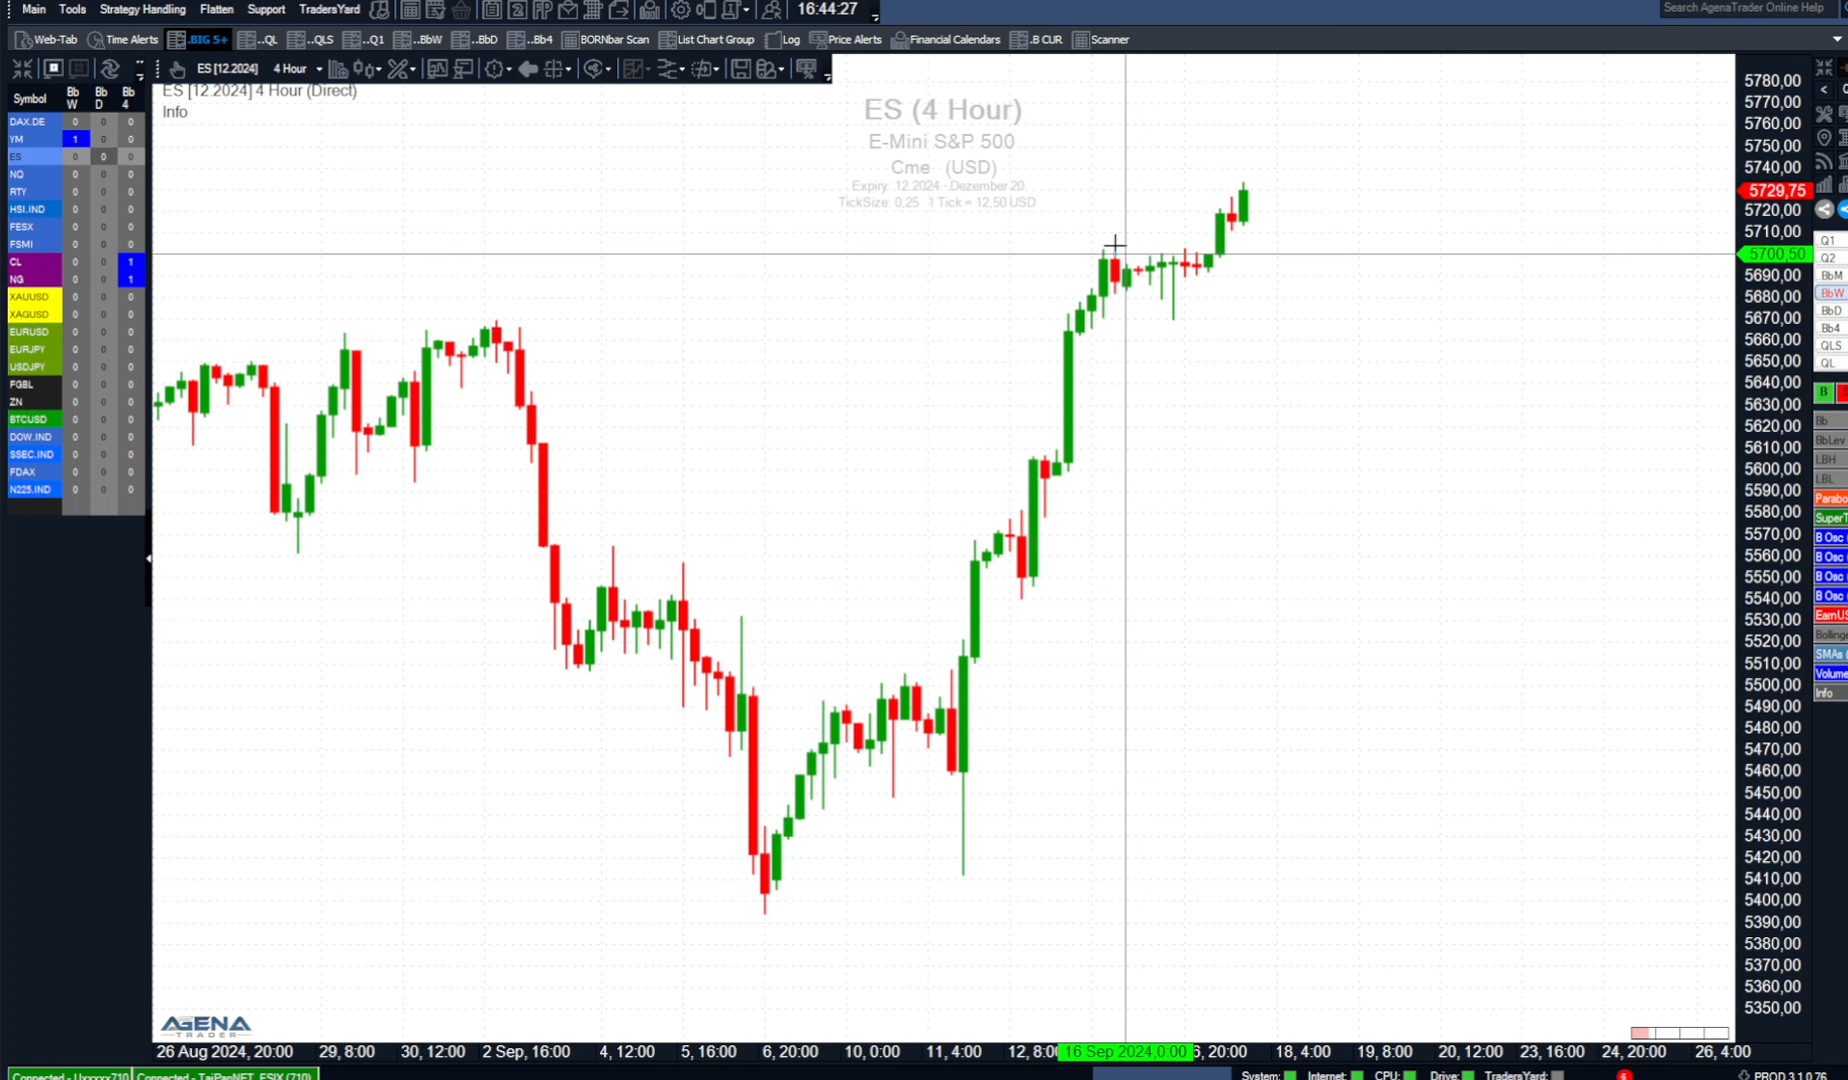 Main Tools Strategy Handling Flatten Support TradersYard 16:44:27 Search AgenaTrader Online Help
Web-Tab Time Alerts .BIG 5+ ..QL ..QLS ..Q1 ..BbW ..BbD ..Bb4 BORNbar Scan List Chart Group Log Price Alerts Financial Calendars .B CUR Scanner
ES [12.2024] 4 Hour
Symbol Bb W Bb D Bb 4
DAX.DE 0 0 0
YM 1 0 0
ES 0 0 0
NQ 0 0 0
RTY 0 0 0
HSI.IND 0 0 0
FESX 0 0 0
FSMI 0 0 0
CL 0 0 1
NG 0 0 1
XAUUSD 0 0 0
XAGUSD 0 0 0
EURUSD 0 0 0
EURJPY 0 0 0
USDJPY 0 0 0
FGBL 0 0 0
ZN 0 0 0
BTCUSD 0 0 0
DOW.IND 0 0 0
SSEC.IND 0 0 0
FDAX 0 0 0
N225.IND 0 0 0
ES [12.2024] 4 Hour (Direct)
Info
ES (4 Hour)
E-Mini S&P 500
Cme (USD)
Expiry: 12.2024 - Dezember 20
TickSize: 0,25 1 Tick = 12,50 USD
5780,00
5770,00
5760,00
5750,00
5740,00
5729,75
5720,00
5710,00
5700,50
5690,00
5680,00
5670,00
5660,00
5650,00
5640,00
5630,00
5620,00
5610,00
5600,00
5590,00
5580,00
5570,00
5560,00
5550,00
5540,00
5530,00
5520,00
5510,00
5500,00
5490,00
5480,00
5470,00
5460,00
5450,00
5440,00
5430,00
5420,00
5410,00
5400,00
5390,00
5380,00
5370,00
5360,00
5350,00
Q1
Q2
BbM
BbW
BbD
Bb4
QLS
QL
B
Bb
BbLev
LBH
LBL
Parabo
SuperT
B Osc
B Osc
B Osc
B Osc
EarnUS
Bollinge
SMAs
Volume
Info
AGENA
TRADER
26 Aug 2024, 20:00 29, 8:00 30, 12:00 2 Sep, 16:00 4, 12:00 5, 16:00 6, 20:00 10, 0:00 11, 4:00 12, 8:0 16 Sep 2024,0:00 6, 20:00 18, 4:00 19, 8:00 20, 12:00 23, 16:00 24, 20:00 26, 4:00
Connected - Uxxxxx710 Connected - TaiPanNET_FSIX (710) System: Internet: CPU: Drive: TradersYard: 6 PROD 3.1.0.76